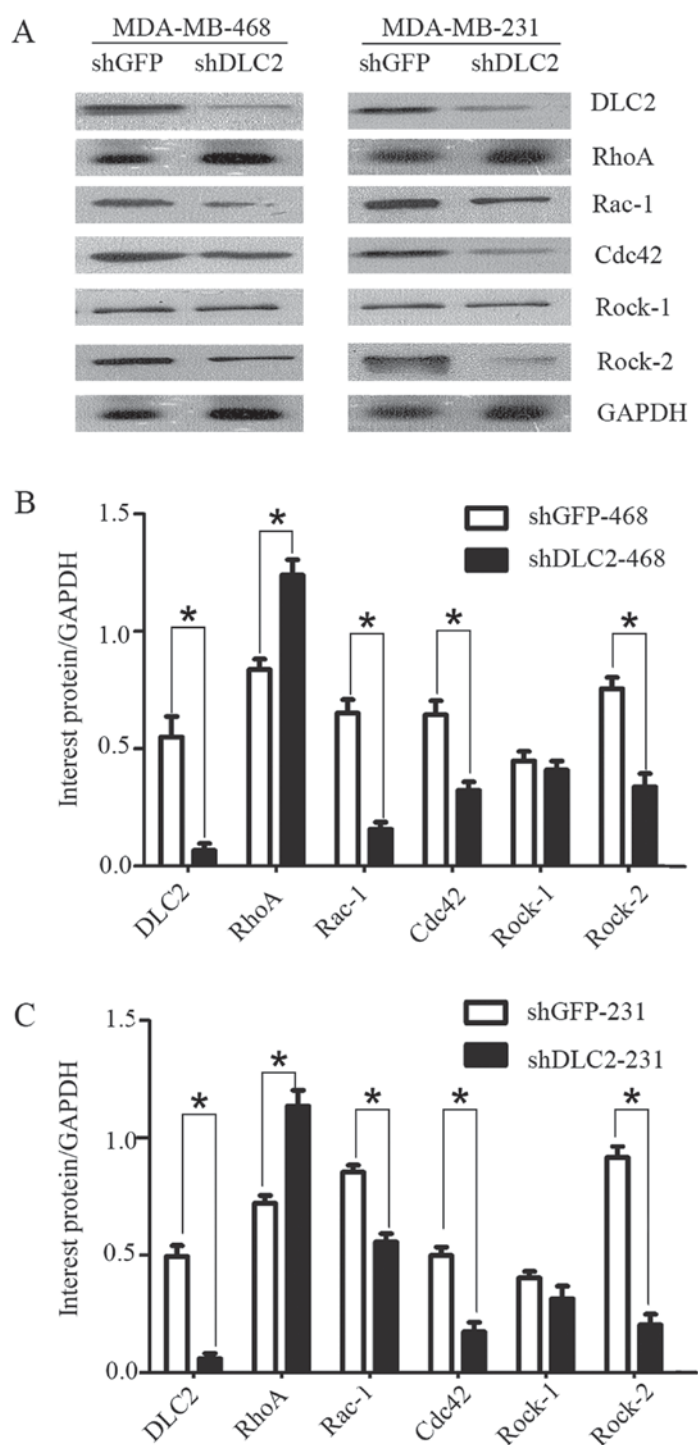 A
MDA-MB-468 MDA-MB-231
shGFP shDLC2 shGFP shDLC2
DLC2
RhoA
Rac-1
Cdc42
Rock-1
Rock-2
GAPDH
B
Interest protein/GAPDH
1.5
1.0
0.5
0.0
* * * * *
shGFP-468
shDLC2-468
DLC2 RhoA Rac-1 Cdc42 Rock-1 Rock-2
C
Interest protein/GAPDH
1.5
1.0
0.5
0.0
* * * * *
shGFP-231
shDLC2-231
DLC2 RhoA Rac-1 Cdc42 Rock-1 Rock-2